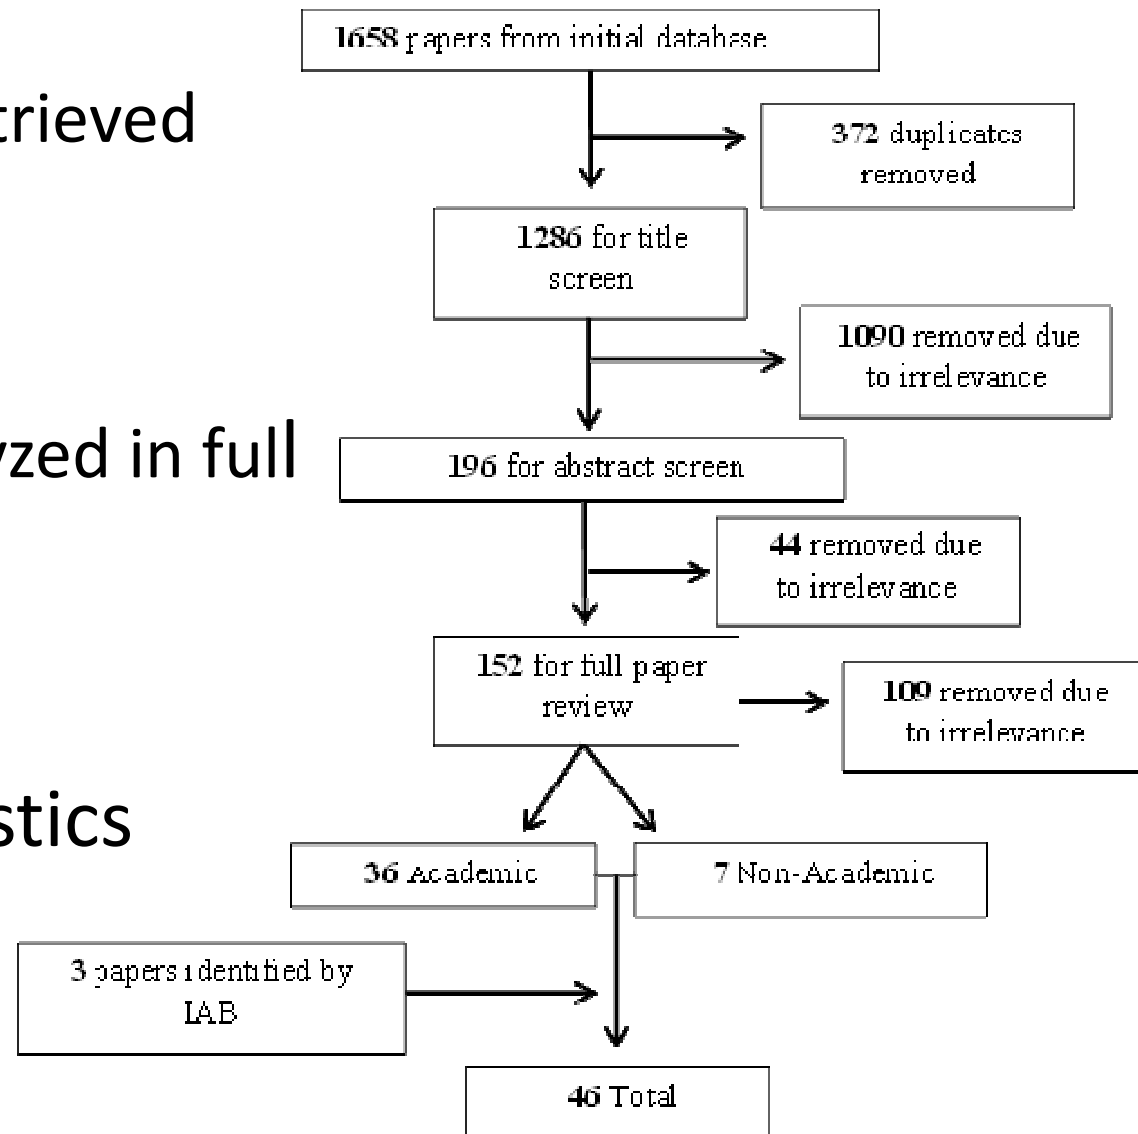 1658 papers from initial database
trieved
372 duplicates
removed
1286 for title
screen
1090 removed due
to irrelevance
yzed in full
196 for abstract screen
44 removed due
to irrelevance
152 for full paper
review
109 removed due
to irrelevance
stics
36 Academic
7 Non-Academic
3 papers identified by
IAB
46 Total